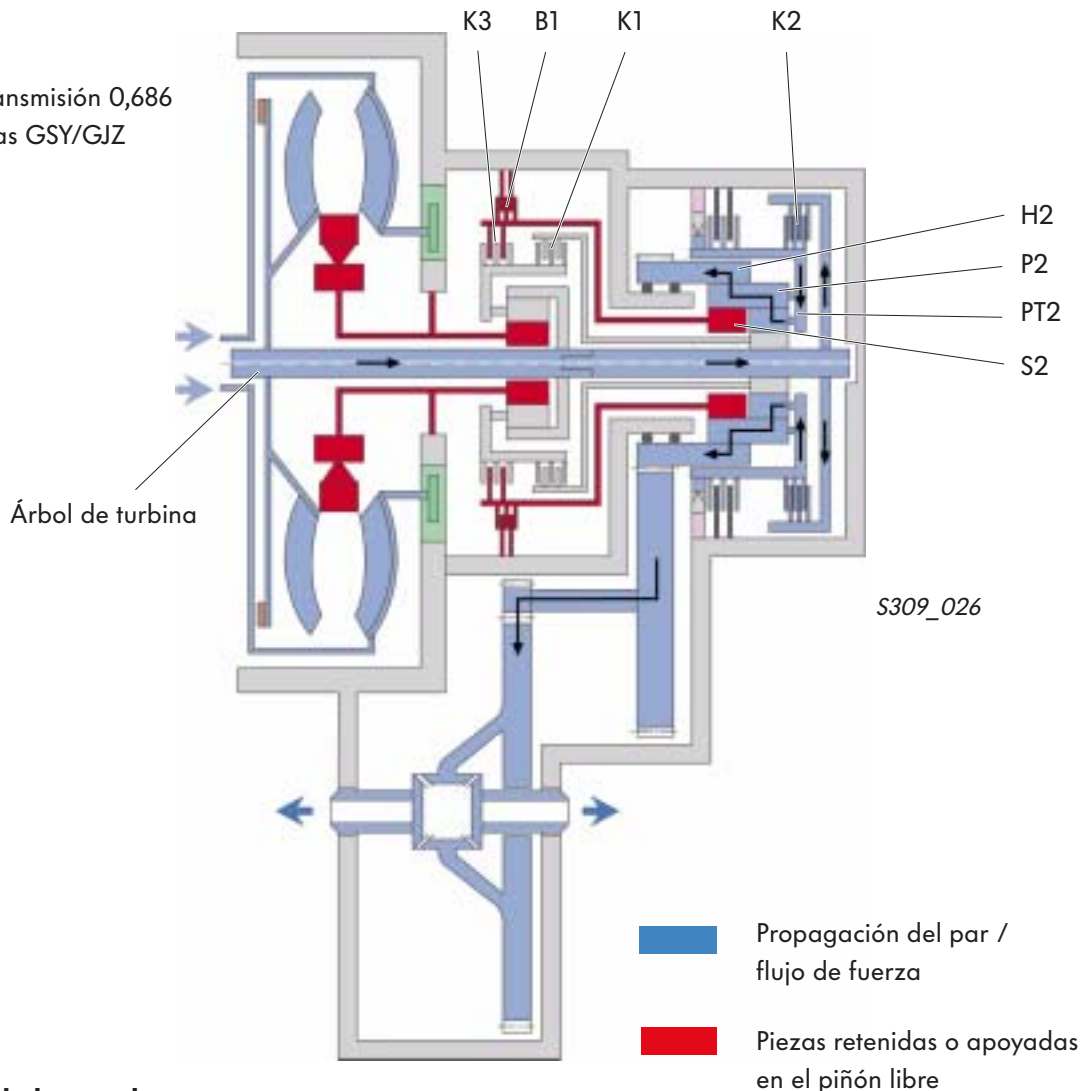 K3 B1 K1 K2
ansmisión 0,686
as GSY/GJZ
H2
P2
PT2
S2
Árbol de turbina
S309_026
Propagación del par /
flujo de fuerza
Piezas retenidas o apoyadas
en el piñón libre